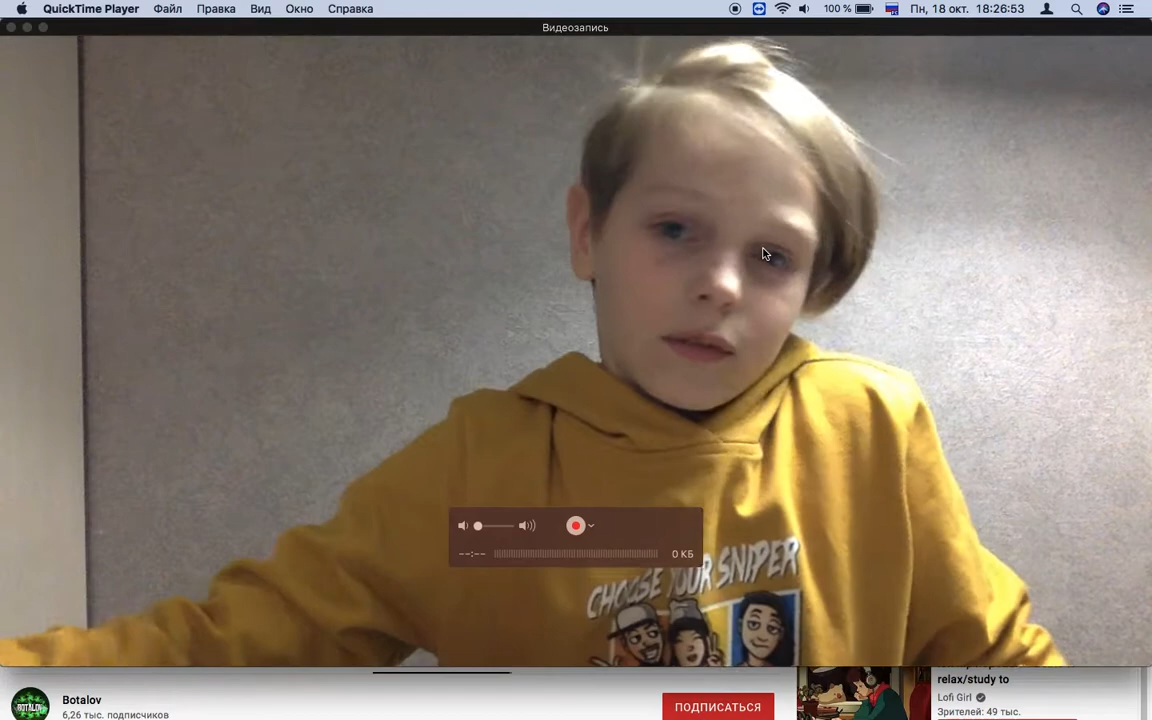 QuickTime Player Файл Правка Вид Окно Справка 100 % Пн, 18 окт. 18:26:53
Видеозапись
--:-- 0 КБ
CHOOSE YOUR SNIPER
Botalov
6,26 тыс. подписчиков
ПОДПИСАТЬСЯ
relax/study to
Lofi Girl
Зрителей: 49 тыс.